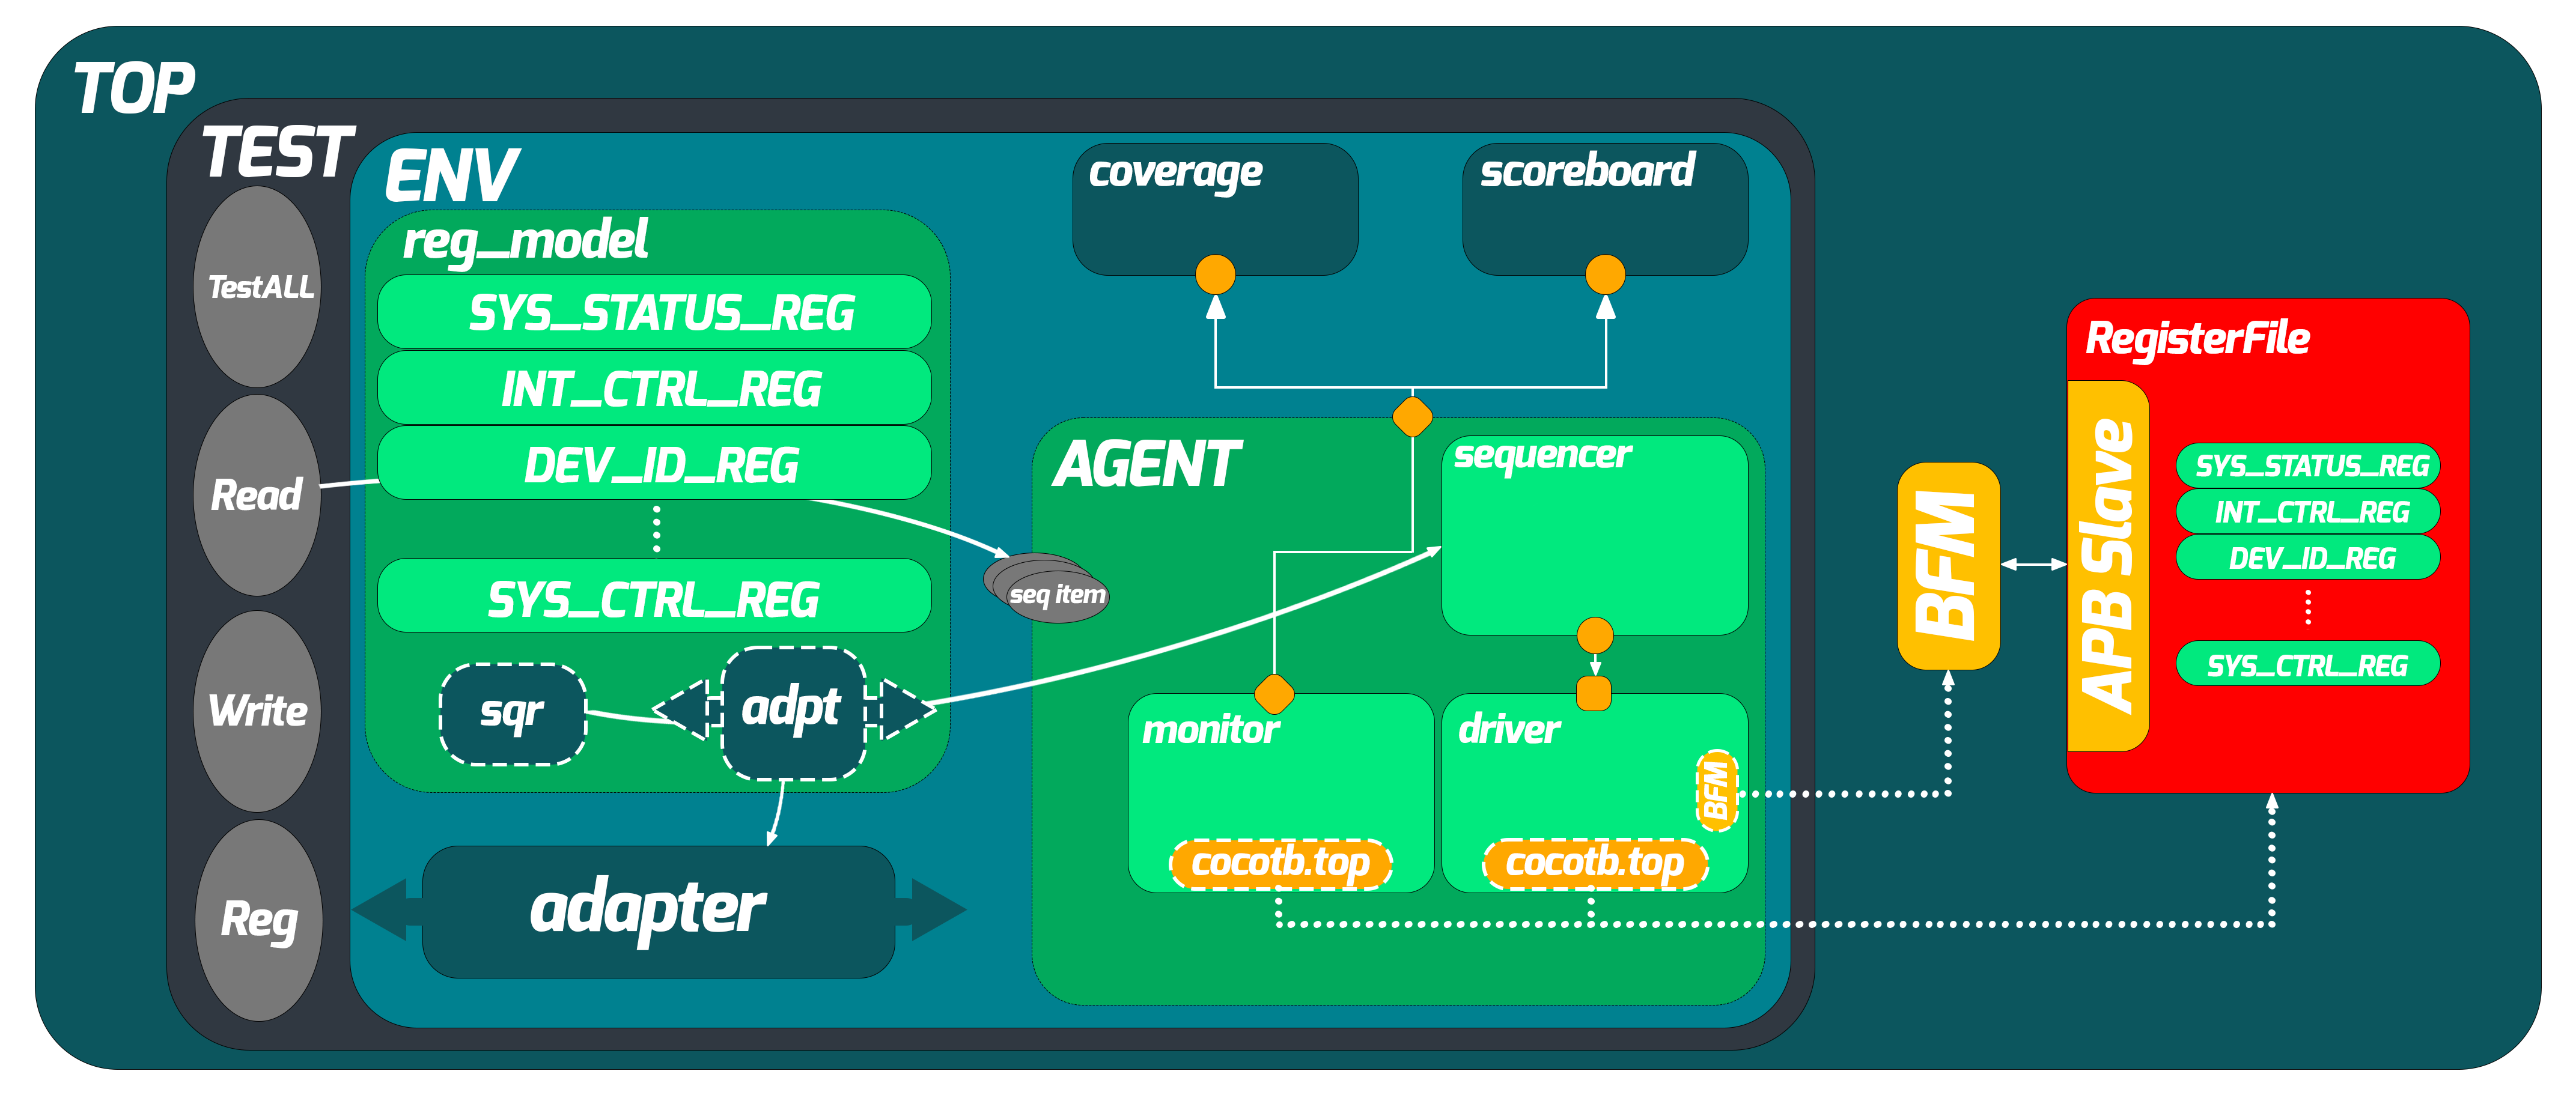 TOP
TEST
ENV
TestALL
Read
Write
Reg
reg_model
SYS_STATUS_REG
INT_CTRL_REG
DEV_ID_REG
SYS_CTRL_REG
sqr
adpt
adapter
seq item
coverage
scoreboard
AGENT
sequencer
monitor
driver
BFM
cocotb.top
cocotb.top
BFM
RegisterFile
APB Slave
SYS_STATUS_REG
INT_CTRL_REG
DEV_ID_REG
SYS_CTRL_REG